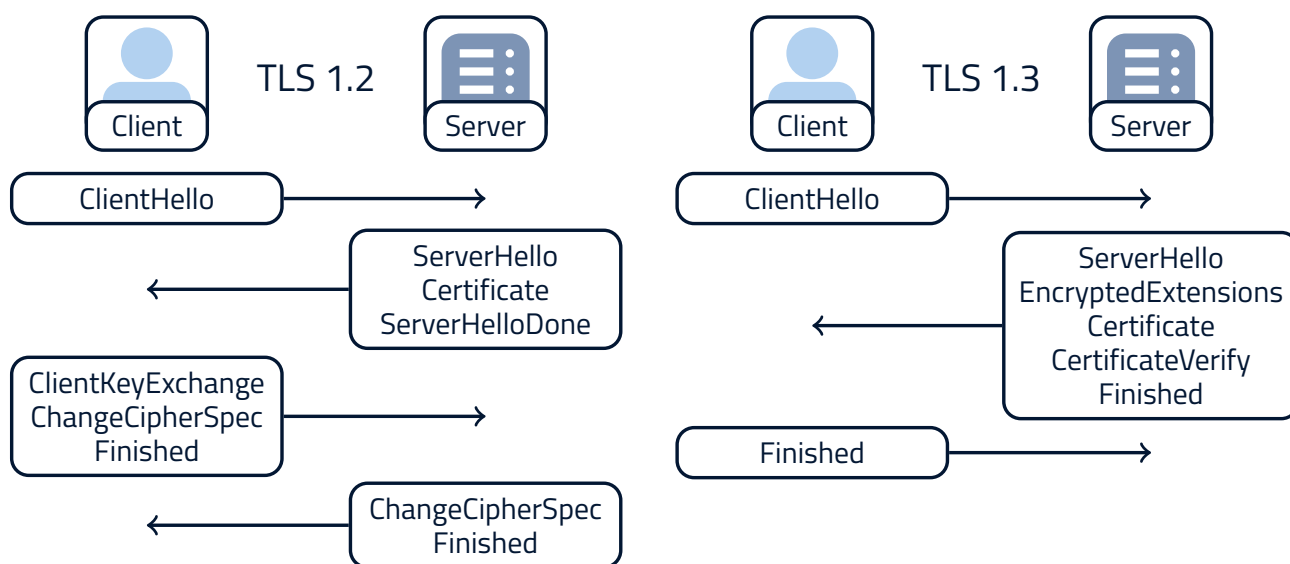 TLS 1.2
Client
Server
ClientHello
ServerHello
Certificate
ServerHelloDone
ClientKeyExchange
ChangeCipherSpec
Finished
ChangeCipherSpec
Finished
TLS 1.3
Client
Server
ClientHello
ServerHello
EncryptedExtensions
Certificate
CertificateVerify
Finished
Finished